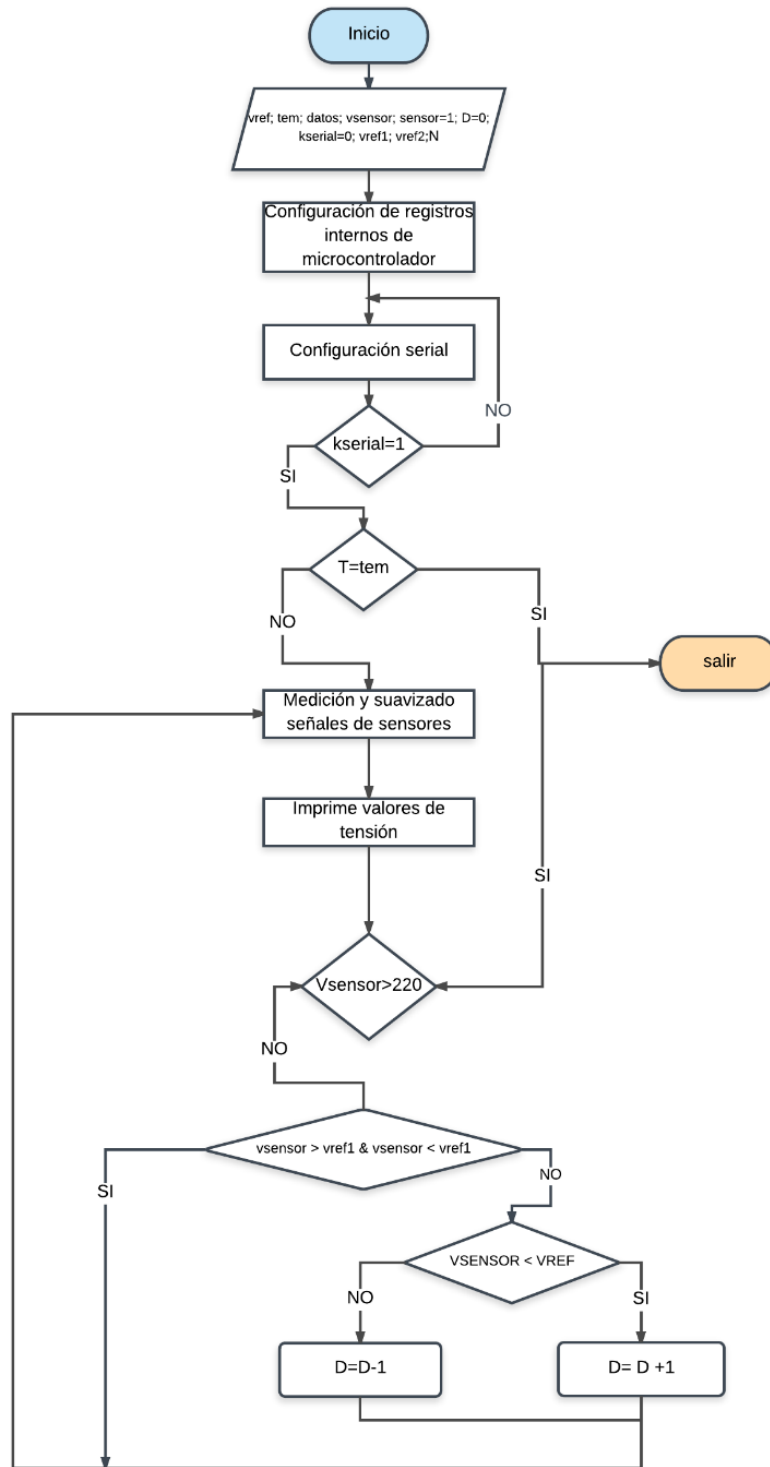 Inicio
vref; tem; datos; vsensor; sensor=1; D=0;
kserial=0; vref1; vref2;N
Configuración de registros
internos de
microcontrolador
Configuración serial
NO
kserial=1
SI
T=tem
SI
NO
salir
Medición y suavizado
señales de sensores
Imprime valores de
tensión
SI
Vsensor>220
NO
vsensor > vref1 & vsensor < vref1
SI
NO
VSENSOR < VREF
NO
SI
D=D-1
D= D +1